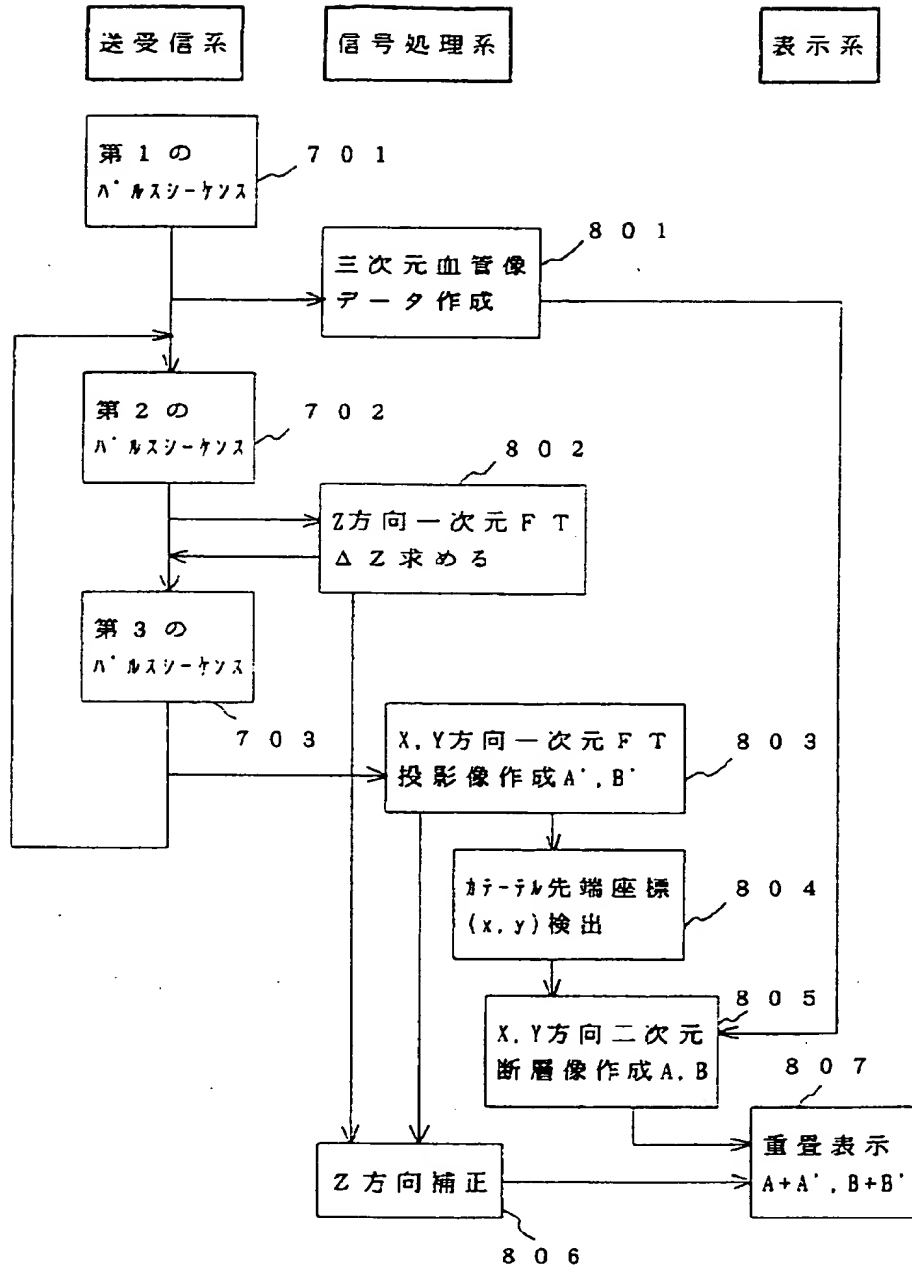 送受信系
信号処理系
表示系
第1の
パルスシーケンス
701
801
三次元血管像
データ作成
第2の
パルスシーケンス
702
802
Z方向一次元FT
ΔZ求める
第3の
パルスシーケンス
703
X,Y方向一次元FT
投影像作成A',B'
803
カテーテル先端座標
(x,y)検出
804
805
X,Y方向二次元
断層像作成A,B
807
重畳表示
A+A',B+B'
Z方向補正
806